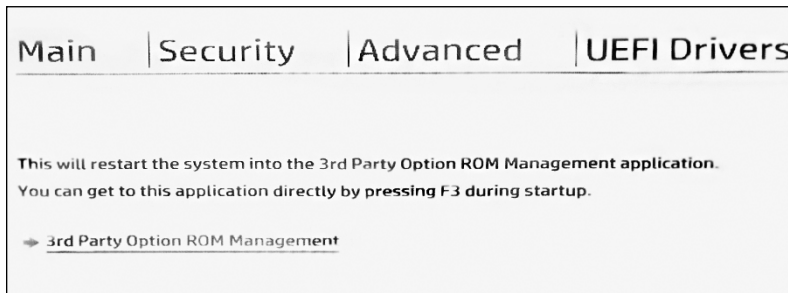 Main Security Advanced UEFI Drivers
This will restart the system into the 3rd Party Option ROM Management application.
You can get to this application directly by pressing F3 during startup.
3rd Party Option ROM Management